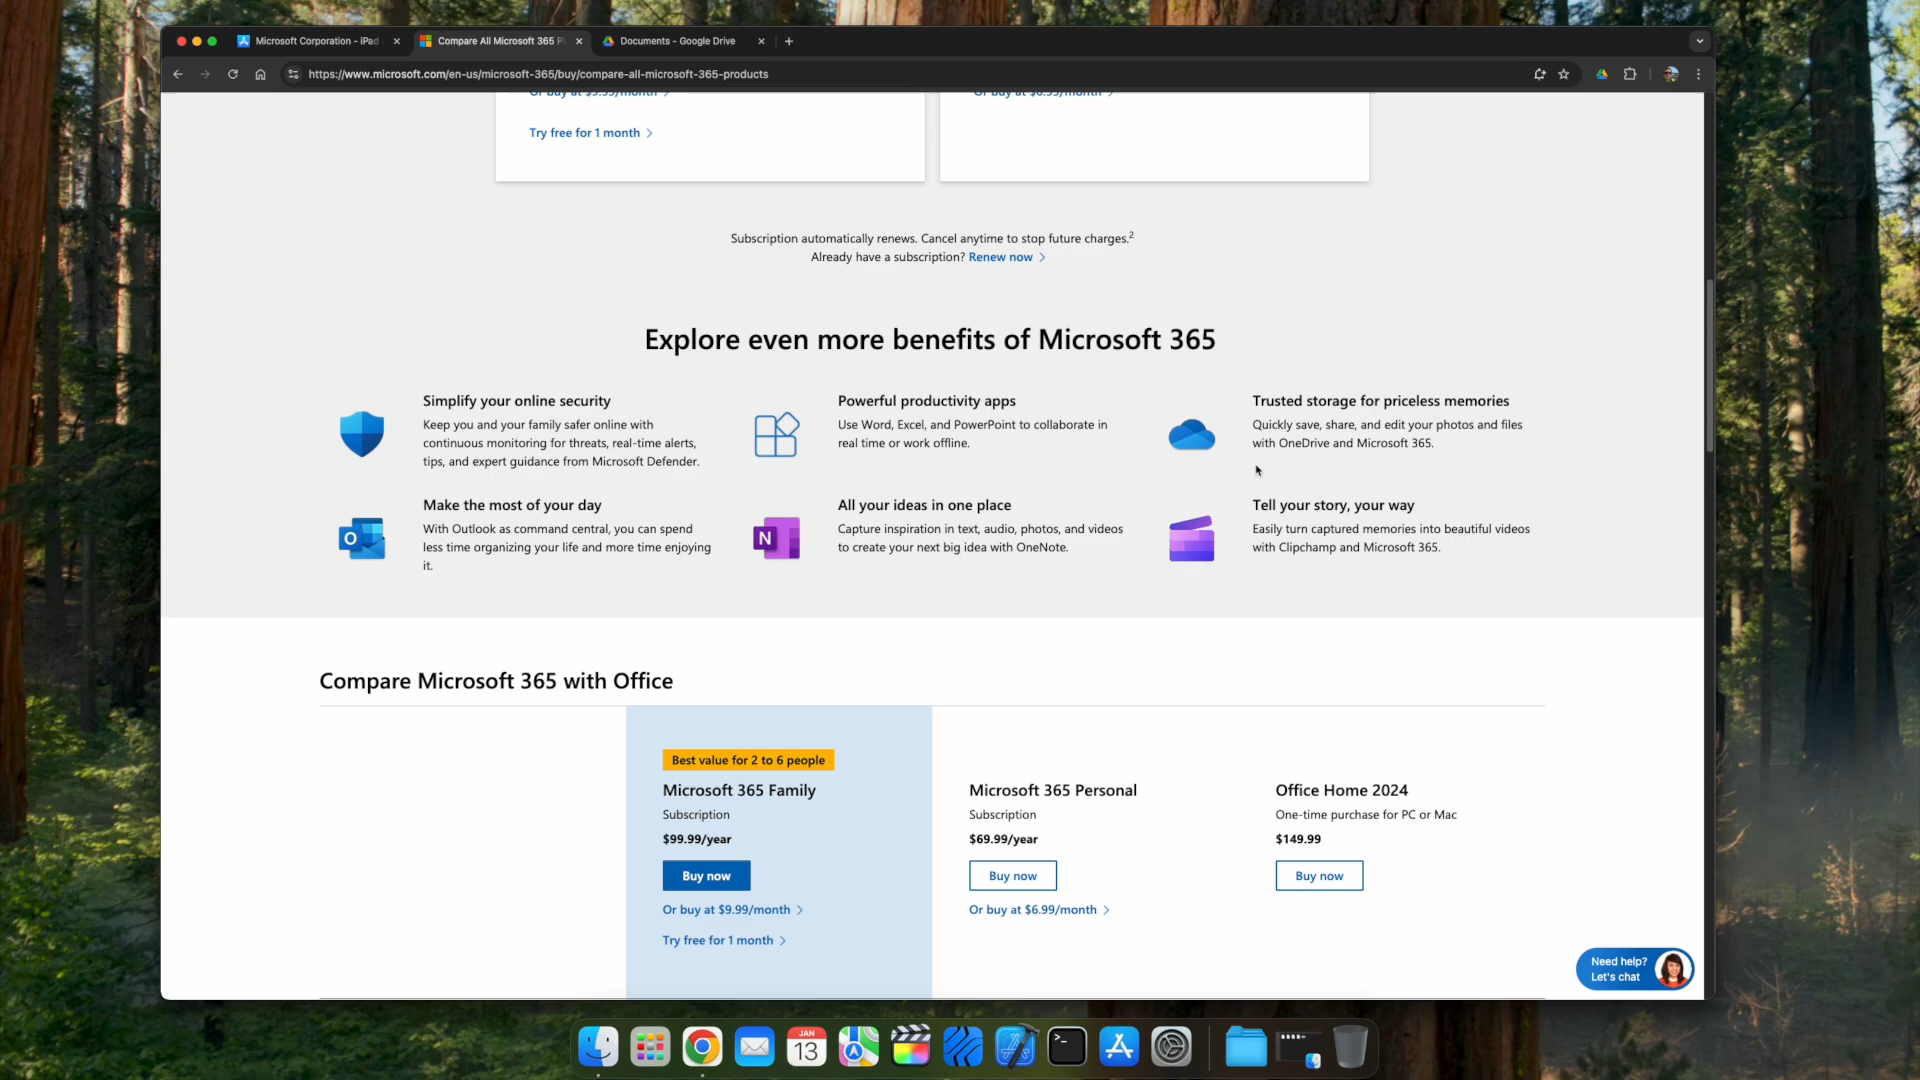 Microsoft Corporation - iPad
Compare All Microsoft 365 P
Documents - Google Drive
https://www.microsoft.com/en-us/microsoft-365/buy/compare-all-microsoft-365-products
Or buy at $9.99/month
Or buy at $6.99/month
Try free for 1 month
Subscription automatically renews. Cancel anytime to stop future charges.2
Already have a subscription? Renew now
Explore even more benefits of Microsoft 365
Simplify your online security
Keep you and your family safer online with
continuous monitoring for threats, real-time alerts,
tips, and expert guidance from Microsoft Defender.
Powerful productivity apps
Use Word, Excel, and PowerPoint to collaborate in
real time or work offline.
Trusted storage for priceless memories
Quickly save, share, and edit your photos and files
with OneDrive and Microsoft 365.
O
Make the most of your day
With Outlook as command central, you can spend
less time organizing your life and more time enjoying
it.
N
All your ideas in one place
Capture inspiration in text, audio, photos, and videos
to create your next big idea with OneNote.
Tell your story, your way
Easily turn captured memories into beautiful videos
with Clipchamp and Microsoft 365.
Compare Microsoft 365 with Office
Best value for 2 to 6 people
Microsoft 365 Family
Subscription
$99.99/year
Buy now
Or buy at $9.99/month
Try free for 1 month
Microsoft 365 Personal
Subscription
$69.99/year
Buy now
Or buy at $6.99/month
Office Home 2024
One-time purchase for PC or Mac
$149.99
Buy now
Need help?
Let's chat
JAN
13